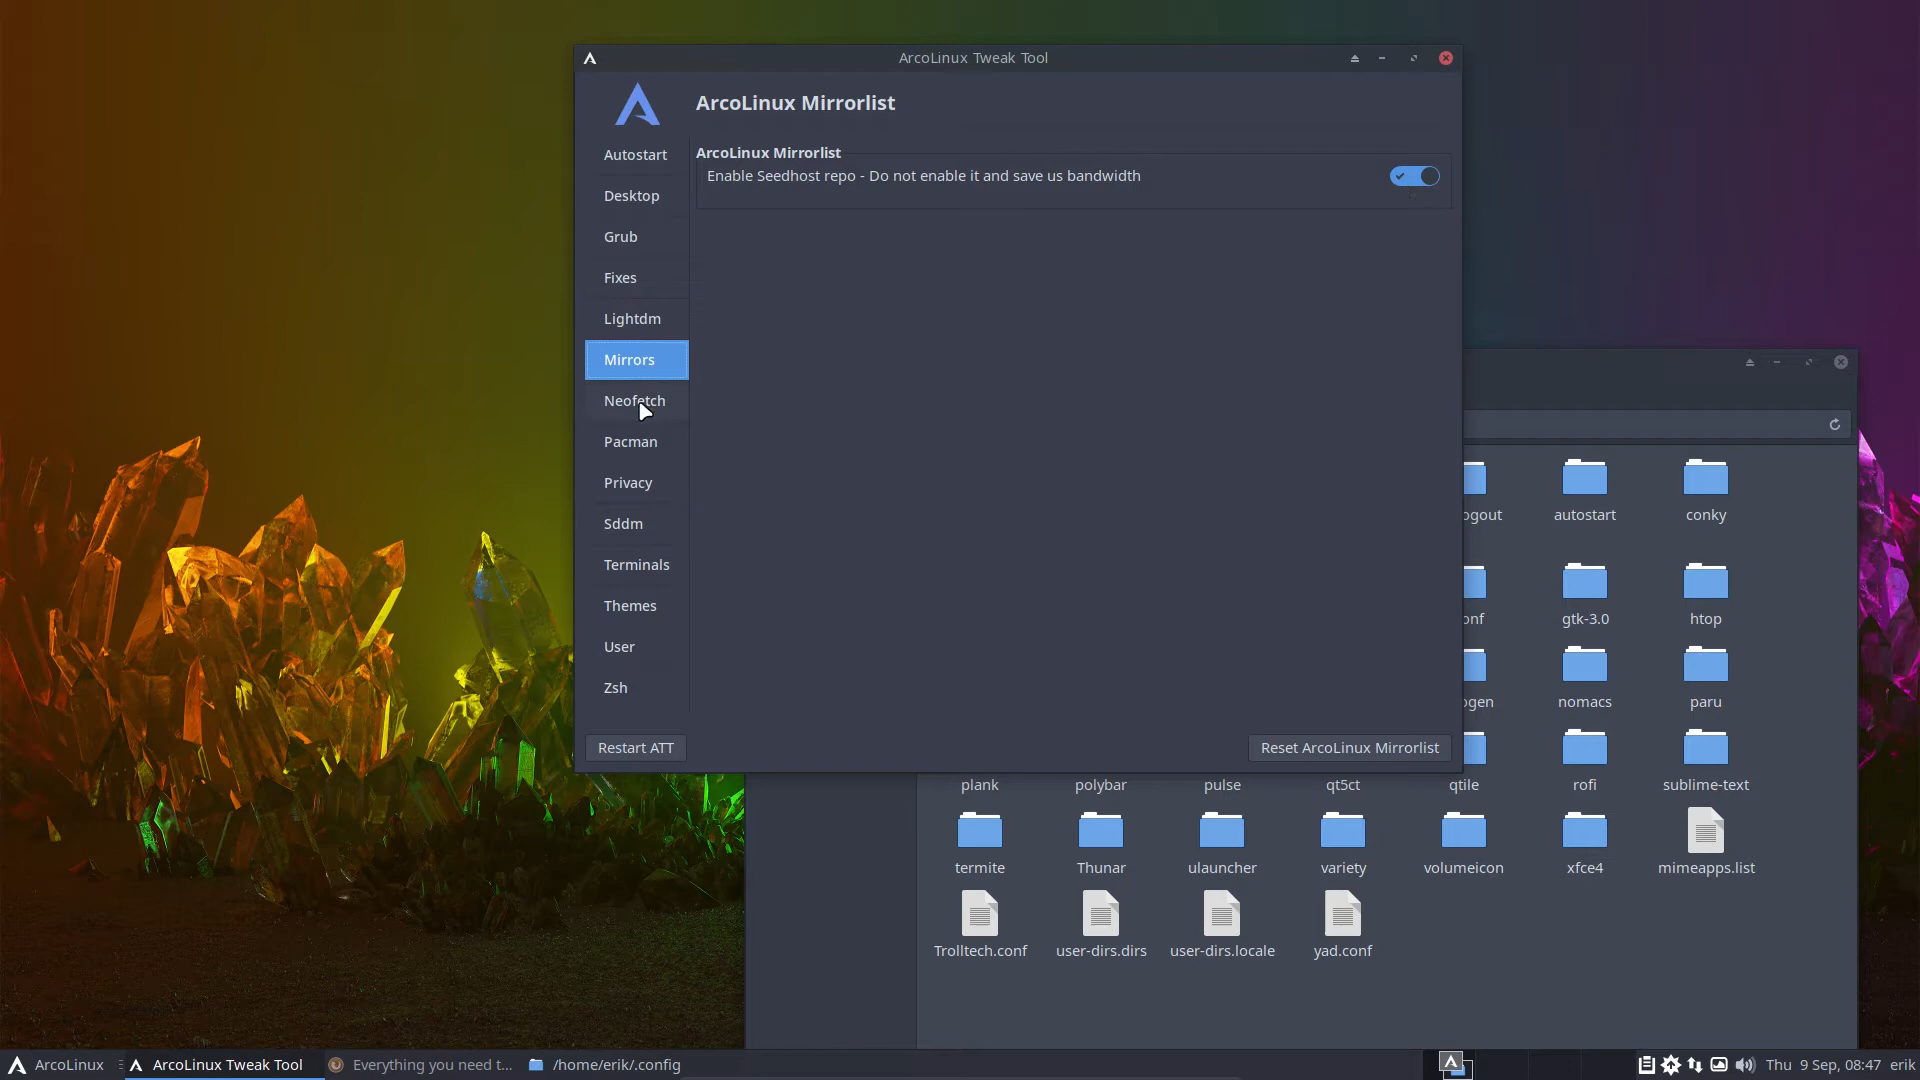 ArcoLinux Tweak Tool
ArcoLinux Mirrorlist
Autostart
Desktop
Grub
Fixes
Lightdm
Mirrors
Neofetch
Pacman
Privacy
Sddm
Terminals
Themes
User
Zsh
ArcoLinux Mirrorlist
Enable Seedhost repo - Do not enable it and save us bandwidth
Restart ATT
Reset ArcoLinux Mirrorlist
ogout autostart conky
onf gtk-3.0 htop
ogen nomacs paru
plank polybar pulse qt5ct qtile rofi sublime-text
termite Thunar ulauncher variety volumeicon xfce4 mimeapps.list
Trolltech.conf user-dirs.dirs user-dirs.locale yad.conf
ArcoLinux ArcoLinux Tweak Tool Everything you need t... /home/erik/.config Thu 9 Sep, 08:47 erik